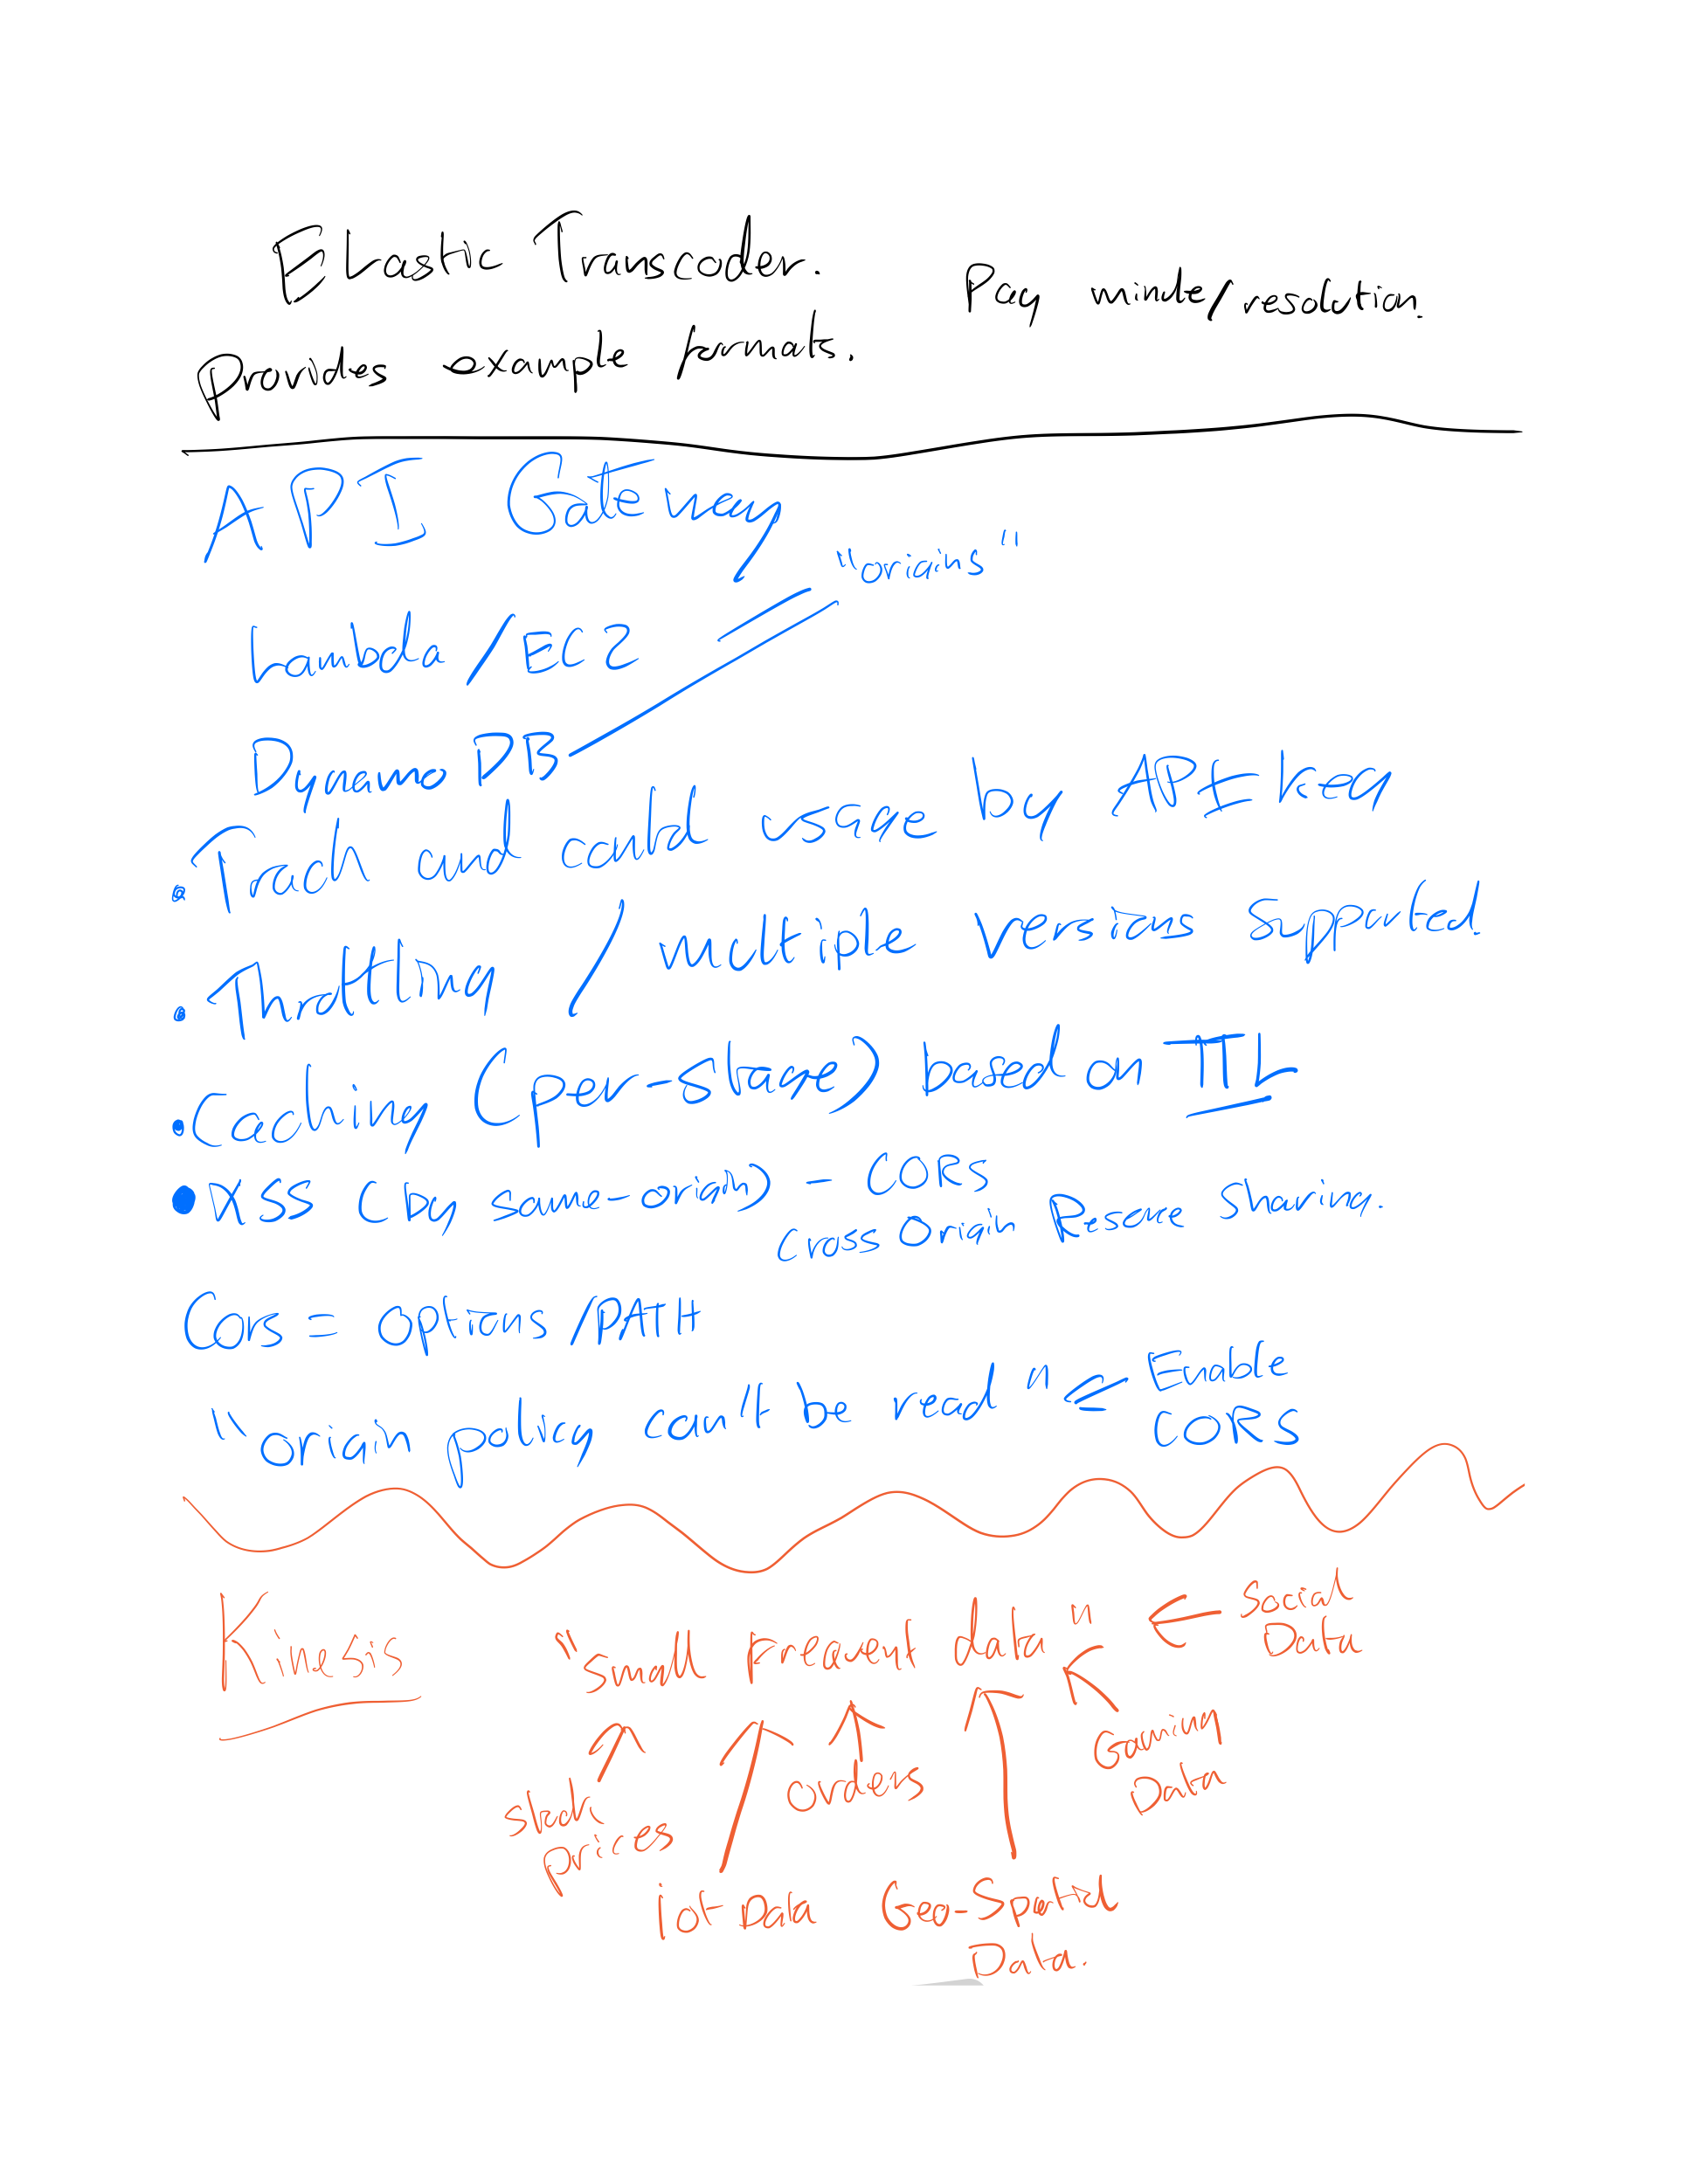 Elastic Transcoder.
Pay minute/resolution.
Provides example formats.
API Gateway
"origins"
Lambda / EC2
Dynamo DB
• Track and control usage by API key
• Throttling / multiple versions supported.
• Caching (per-stage) based on TTL
• XSS (by same-origin) - CORS
Cross Origin Resource Sharing.
Cors = options /PATH
"origin policy can't be read" ⇐ Enable
CORS
Kinesis
"small frequent data" ← Social
Data
Gaming
Data
orders
stock
prices
iot Data
Geo-Spatial
Data.